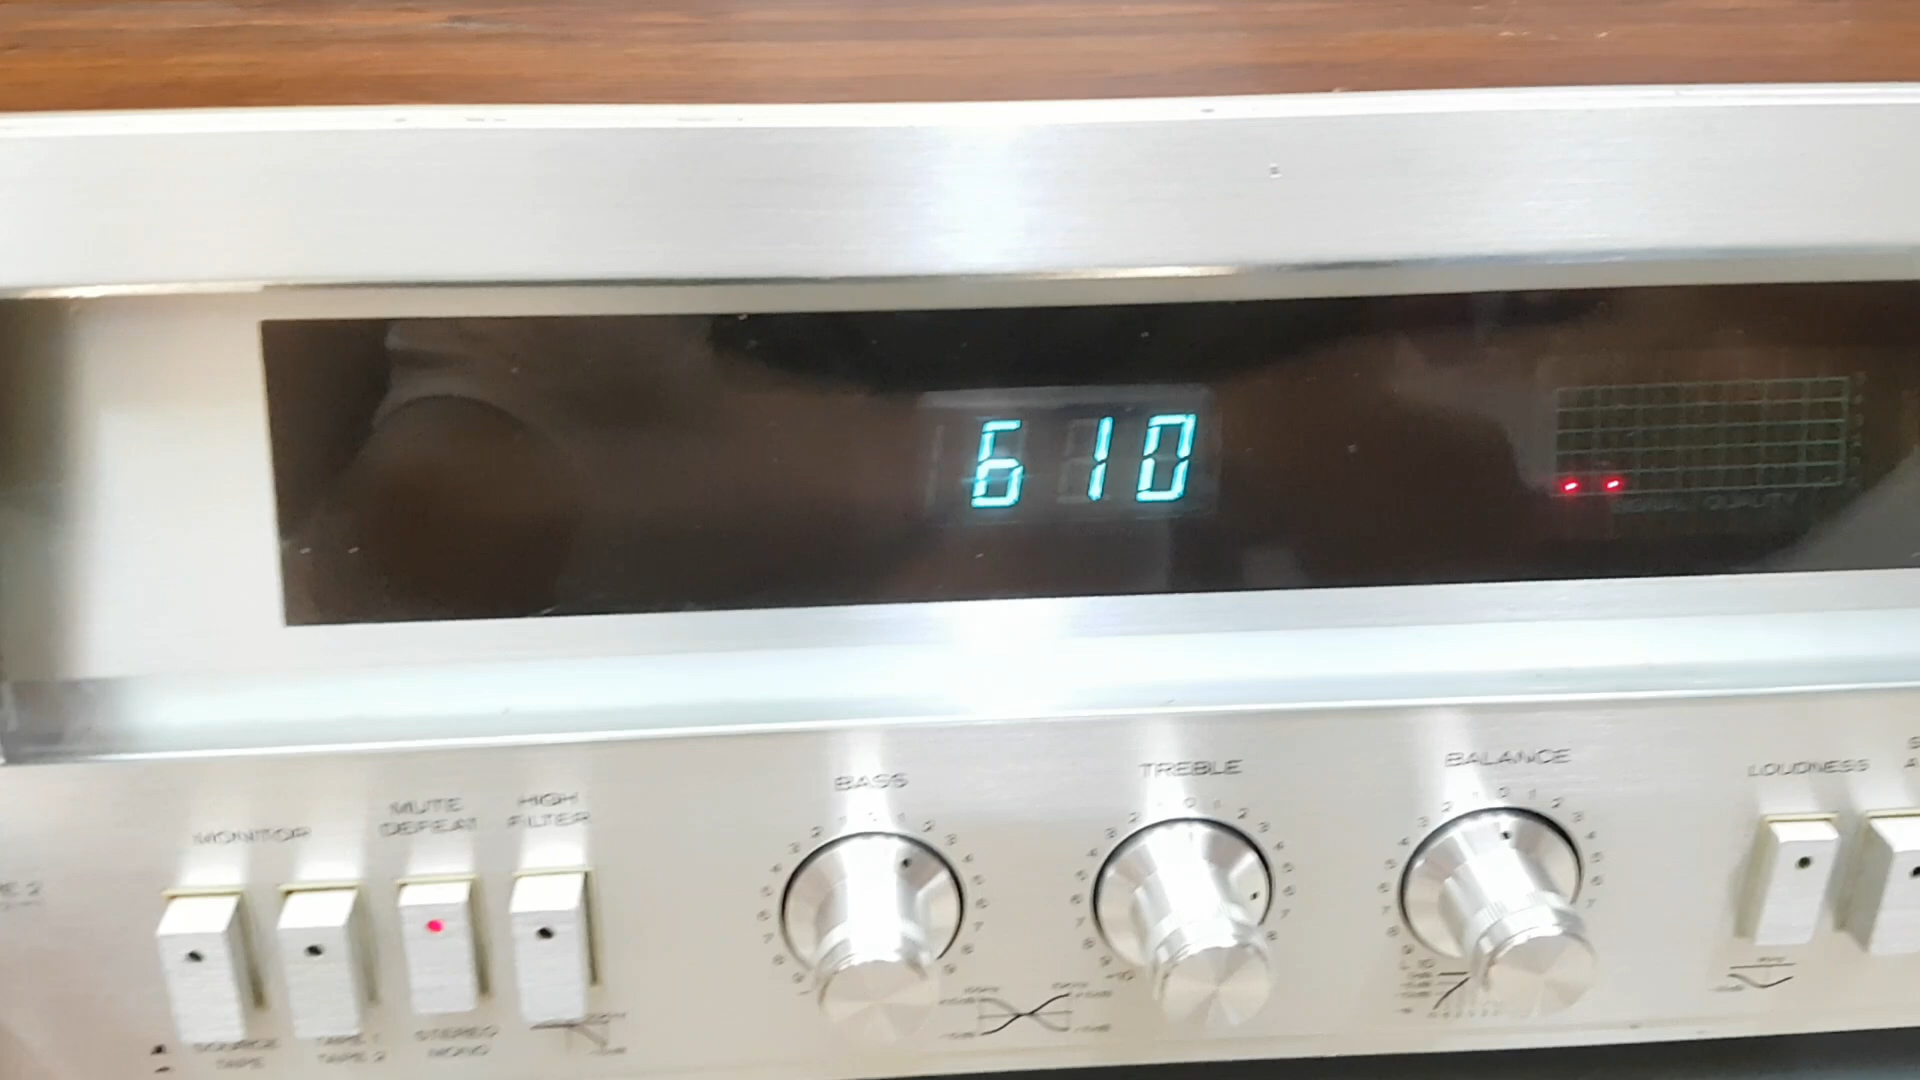 610
SIGNAL QUALITY
BASS
TREBLE
BALANCE
LOUDNESS
MONITOR
MUTE
DEFEAT
HIGH
FILTER
SOURCE
TAPE
TAPE 1
TAPE 2
STEREO
MONO